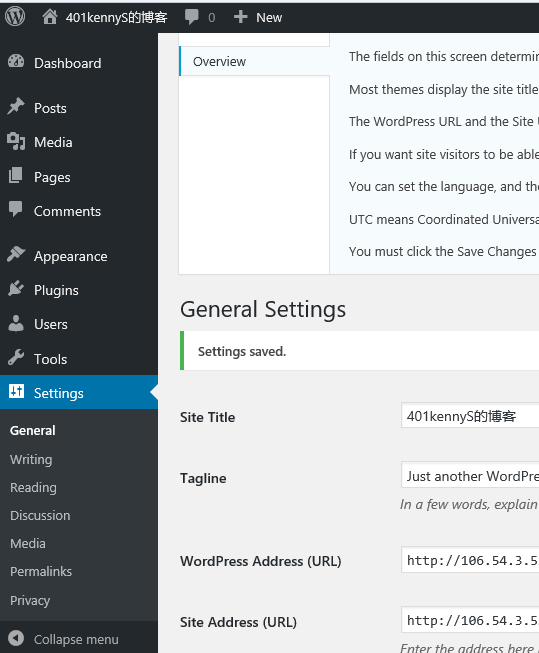 401kennyS的博客 0 New
Dashboard
Posts
Media
Pages
Comments
Appearance
Plugins
Users
Tools
Settings
General
Writing
Reading
Discussion
Media
Permalinks
Privacy
Collapse menu
Overview
The fields on this screen determin
Most themes display the site title
The WordPress URL and the Site
If you want site visitors to be able
You can set the language, and the
UTC means Coordinated Universa
You must click the Save Changes
General Settings
Settings saved.
Site Title
401kennyS的博客
Tagline
Just another WordPre
In a few words, explain
WordPress Address (URL)
http://106.54.3.5
Site Address (URL)
http://106.54.3.5
Enter the address here